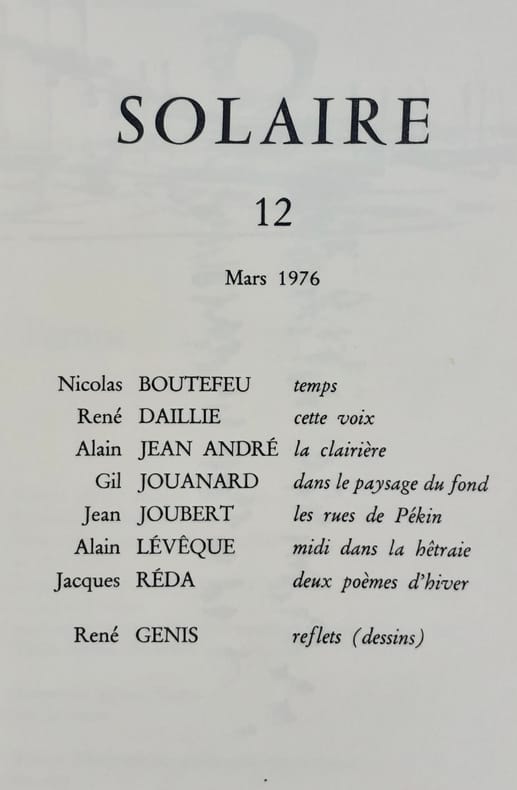 SOLAIRE
12
Mars 1976
Nicolas BOUTEFEU temps
René DAILLIE cette voix
Alain JEAN ANDRÉ la clairière
Gil JOUANARD dans le paysage du fond
Jean JOUBERT les rues de Pékin
Alain LÉVÊQUE midi dans la hêtraie
Jacques RÉDA deux poèmes d'hiver
René GENIS reflets (dessins)